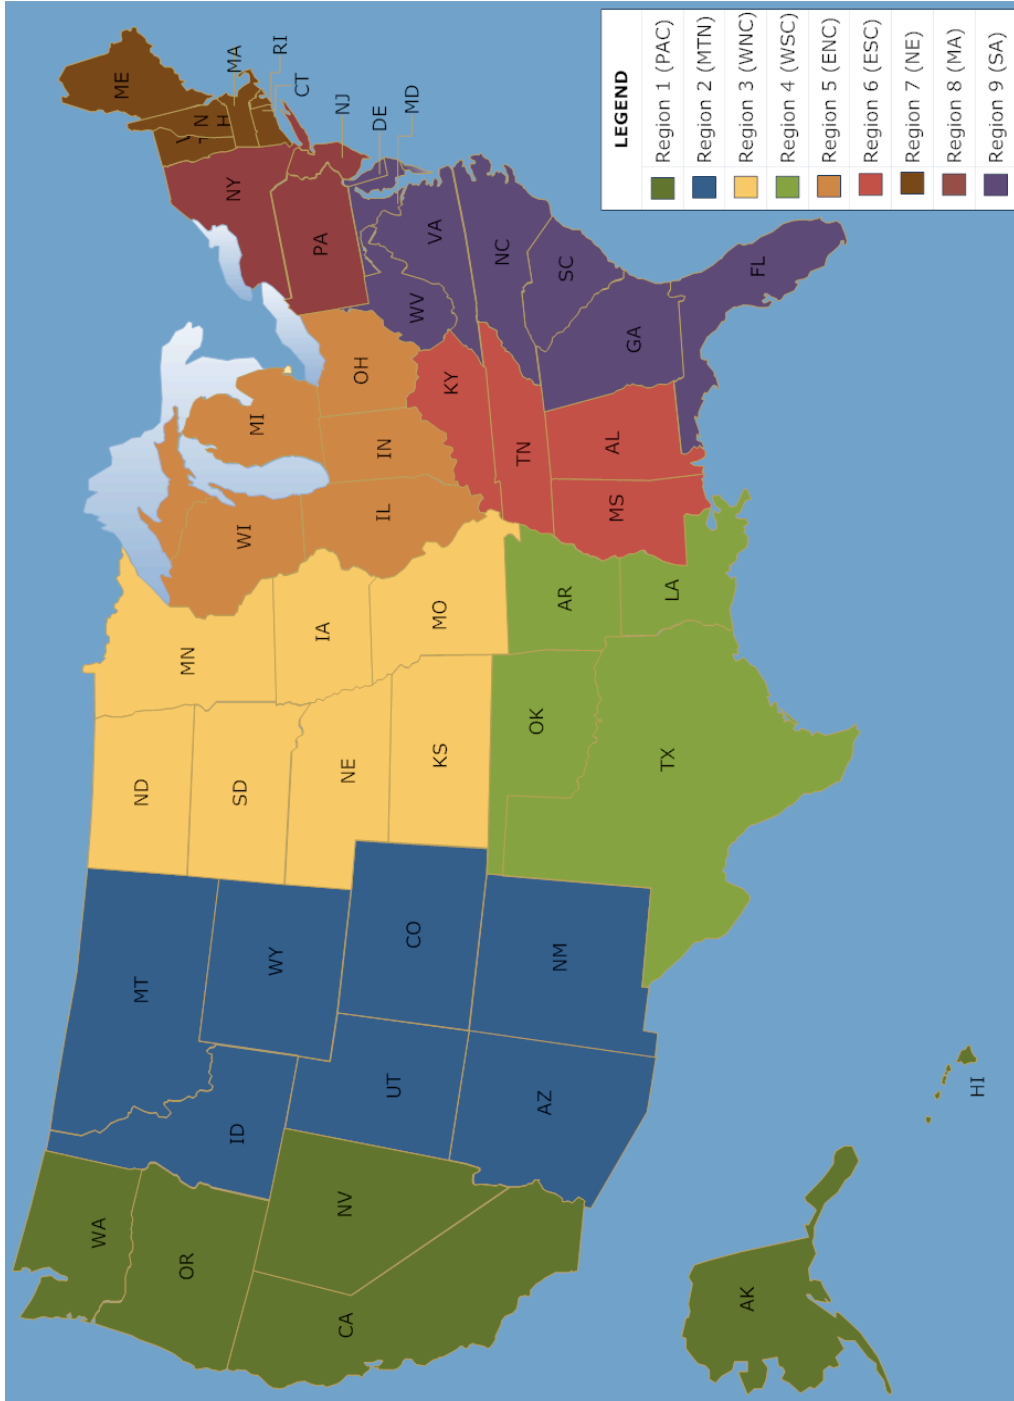 ME
V
T
N
H
MA
RI
CT
NY
NJ
PA
DE
MD
WV
VA
NC
SC
GA
FL
OH
MI
IN
IL
WI
KY
TN
AL
MS
MN
IA
MO
AR
LA
ND
SD
NE
KS
OK
TX
MT
WY
CO
NM
ID
UT
AZ
WA
OR
NV
CA
AK
HI
LEGEND
Region 1 (PAC)
Region 2 (MTN)
Region 3 (WNC)
Region 4 (WSC)
Region 5 (ENC)
Region 6 (ESC)
Region 7 (NE)
Region 8 (MA)
Region 9 (SA)